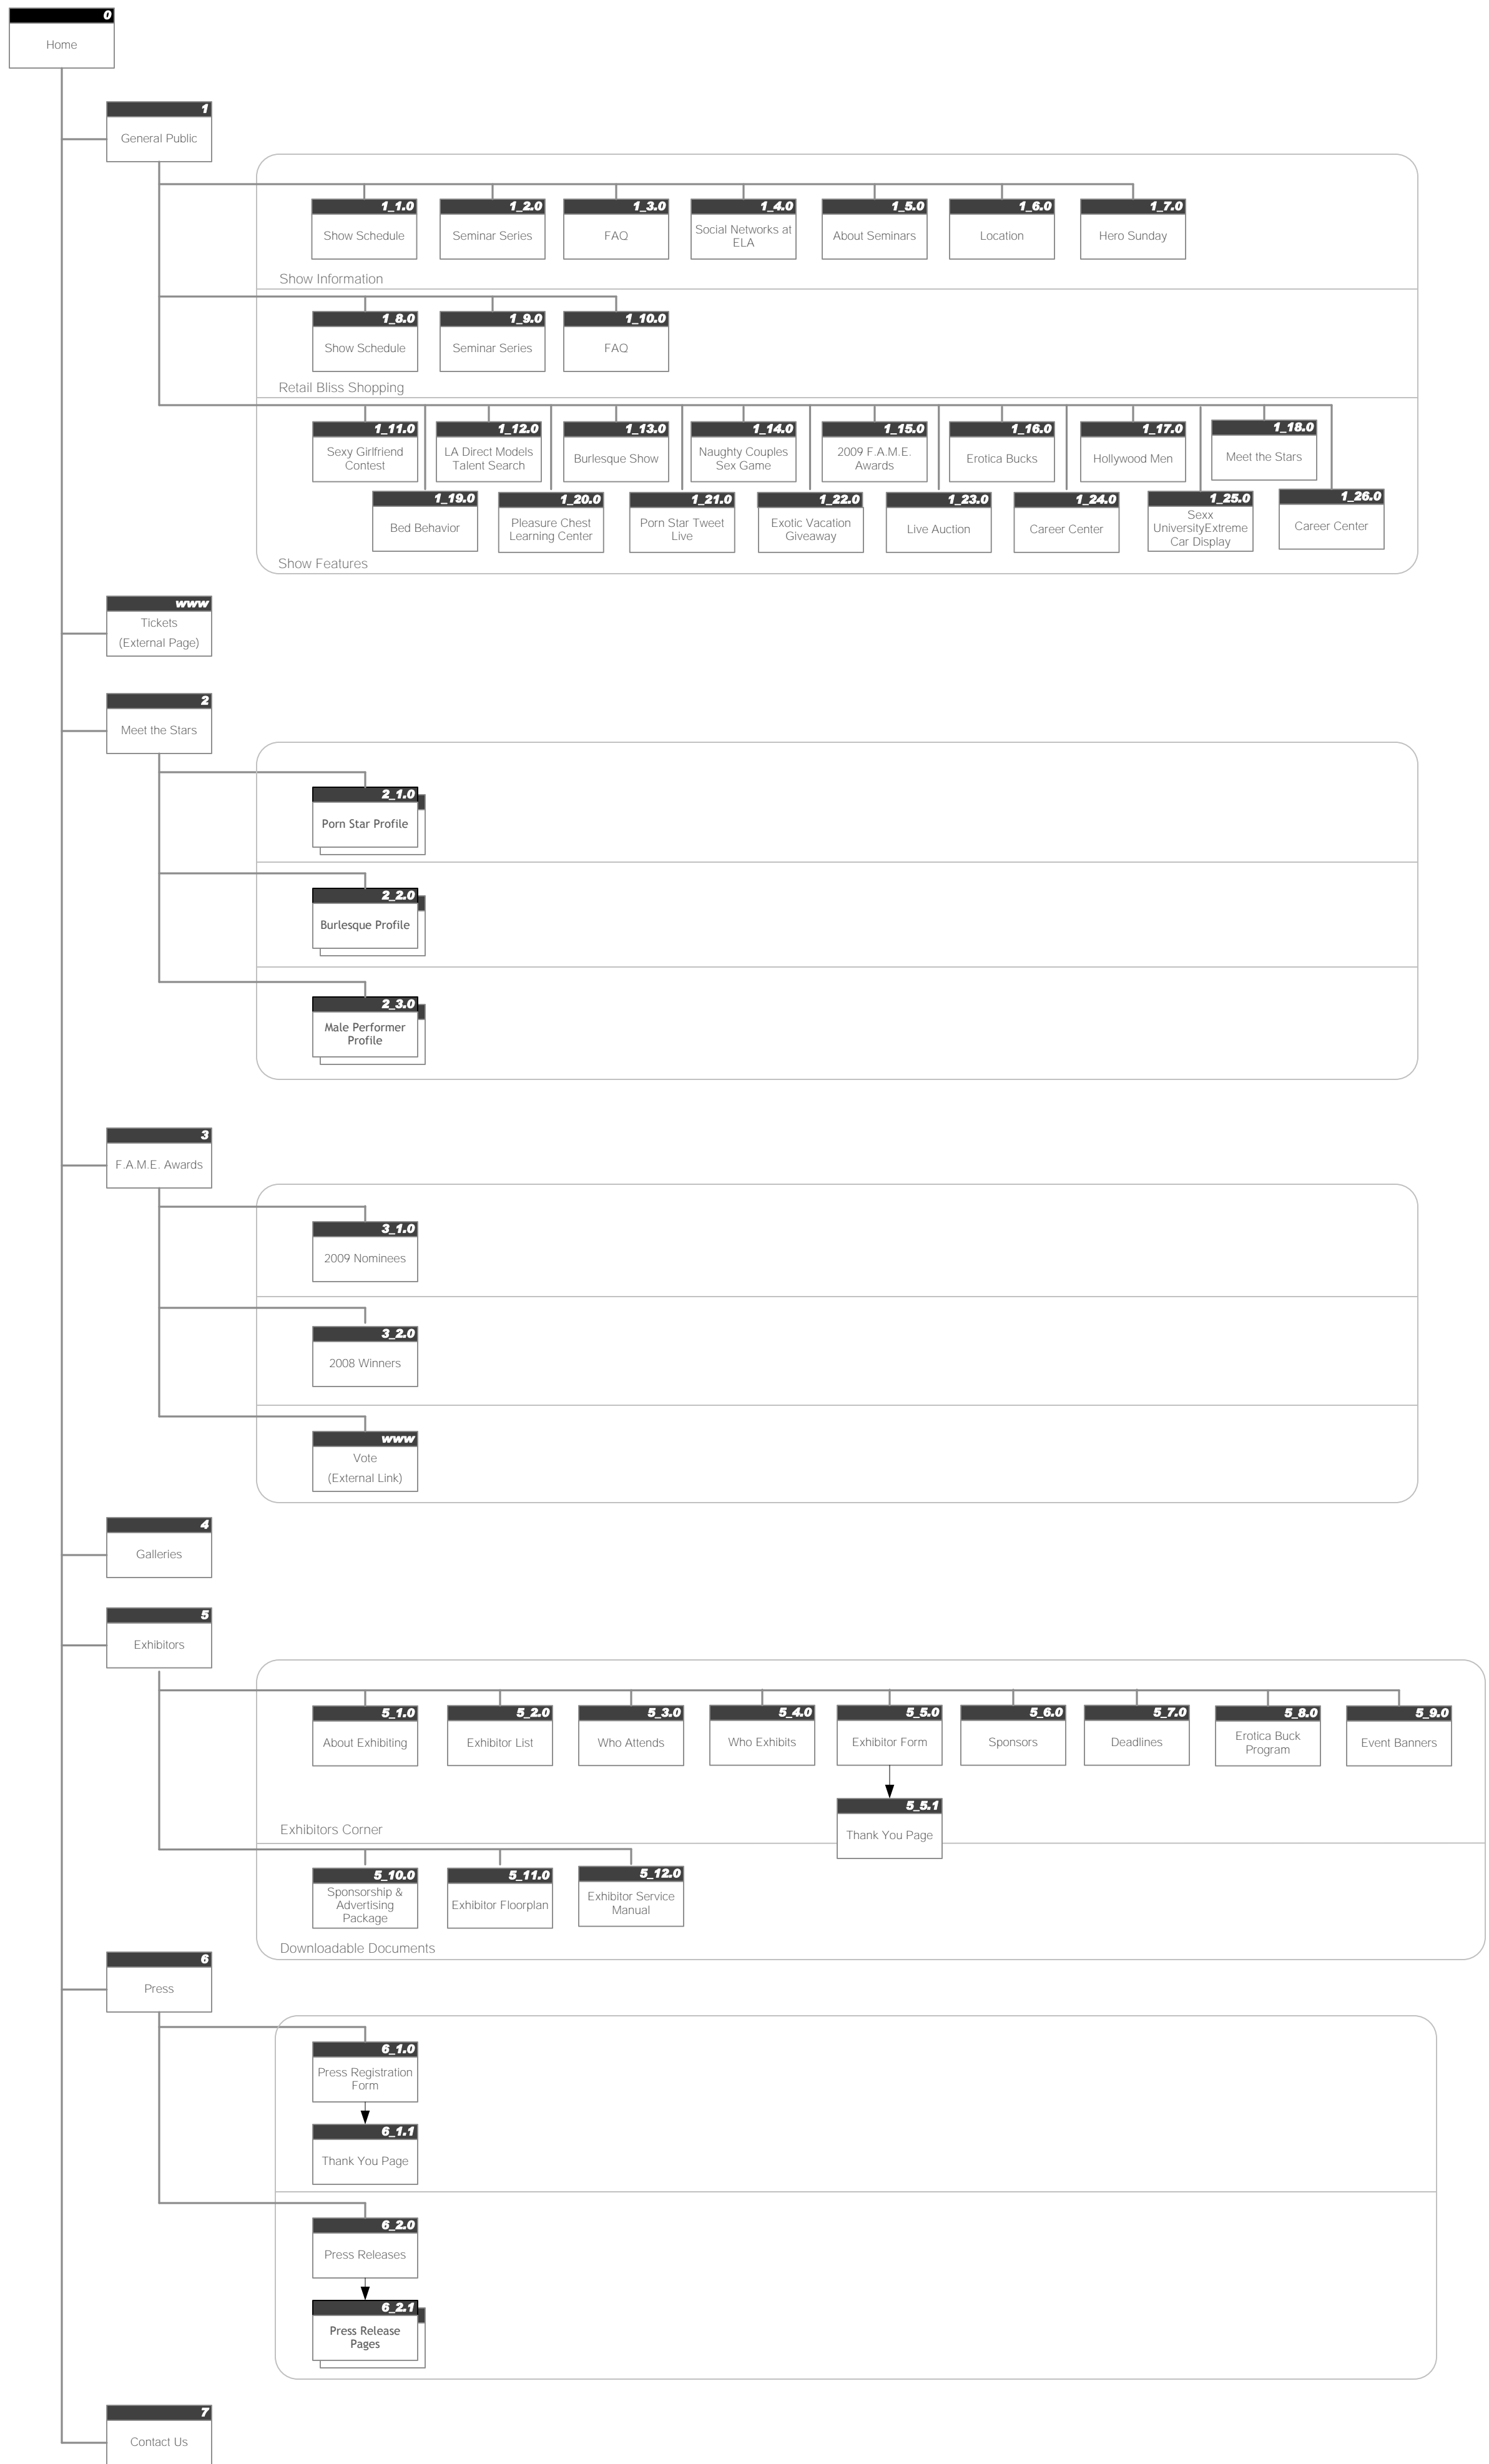 0
Home
1
General Public
1_1.0
Show Schedule
1_2.0
Seminar Series
1_3.0
FAQ
1_4.0
Social Networks at
ELA
1_5.0
About Seminars
1_6.0
Location
1_7.0
Hero Sunday
Show Information
1_8.0
Show Schedule
1_9.0
Seminar Series
1_10.0
FAQ
Retail Bliss Shopping
1_11.0
Sexy Girlfriend
Contest
1_12.0
LA Direct Models
Talent Search
1_13.0
Burlesque Show
1_14.0
Naughty Couples
Sex Game
1_15.0
2009 F.A.M.E.
Awards
1_16.0
Erotica Bucks
1_17.0
Hollywood Men
1_18.0
Meet the Stars
1_19.0
Bed Behavior
1_20.0
Pleasure Chest
Learning Center
1_21.0
Porn Star Tweet
Live
1_22.0
Exotic Vacation
Giveaway
1_23.0
Live Auction
1_24.0
Career Center
1_25.0
Sexx
UniversityExtreme
Car Display
1_26.0
Career Center
Show Features
www
Tickets
(External Page)
2
Meet the Stars
2_1.0
Porn Star Profile
2_2.0
Burlesque Profile
2_3.0
Male Performer
Profile
3
F.A.M.E. Awards
3_1.0
2009 Nominees
3_2.0
2008 Winners
www
Vote
(External Link)
4
Galleries
5
Exhibitors
5_1.0
About Exhibiting
5_2.0
Exhibitor List
5_3.0
Who Attends
5_4.0
Who Exhibits
5_5.0
Exhibitor Form
5_6.0
Sponsors
5_7.0
Deadlines
5_8.0
Erotica Buck
Program
5_9.0
Event Banners
5_5.1
Thank You Page
Exhibitors Corner
5_10.0
Sponsorship &
Advertising
Package
5_11.0
Exhibitor Floorplan
5_12.0
Exhibitor Service
Manual
Downloadable Documents
6
Press
6_1.0
Press Registration
Form
6_1.1
Thank You Page
6_2.0
Press Releases
6_2.1
Press Release
Pages
7
Contact Us